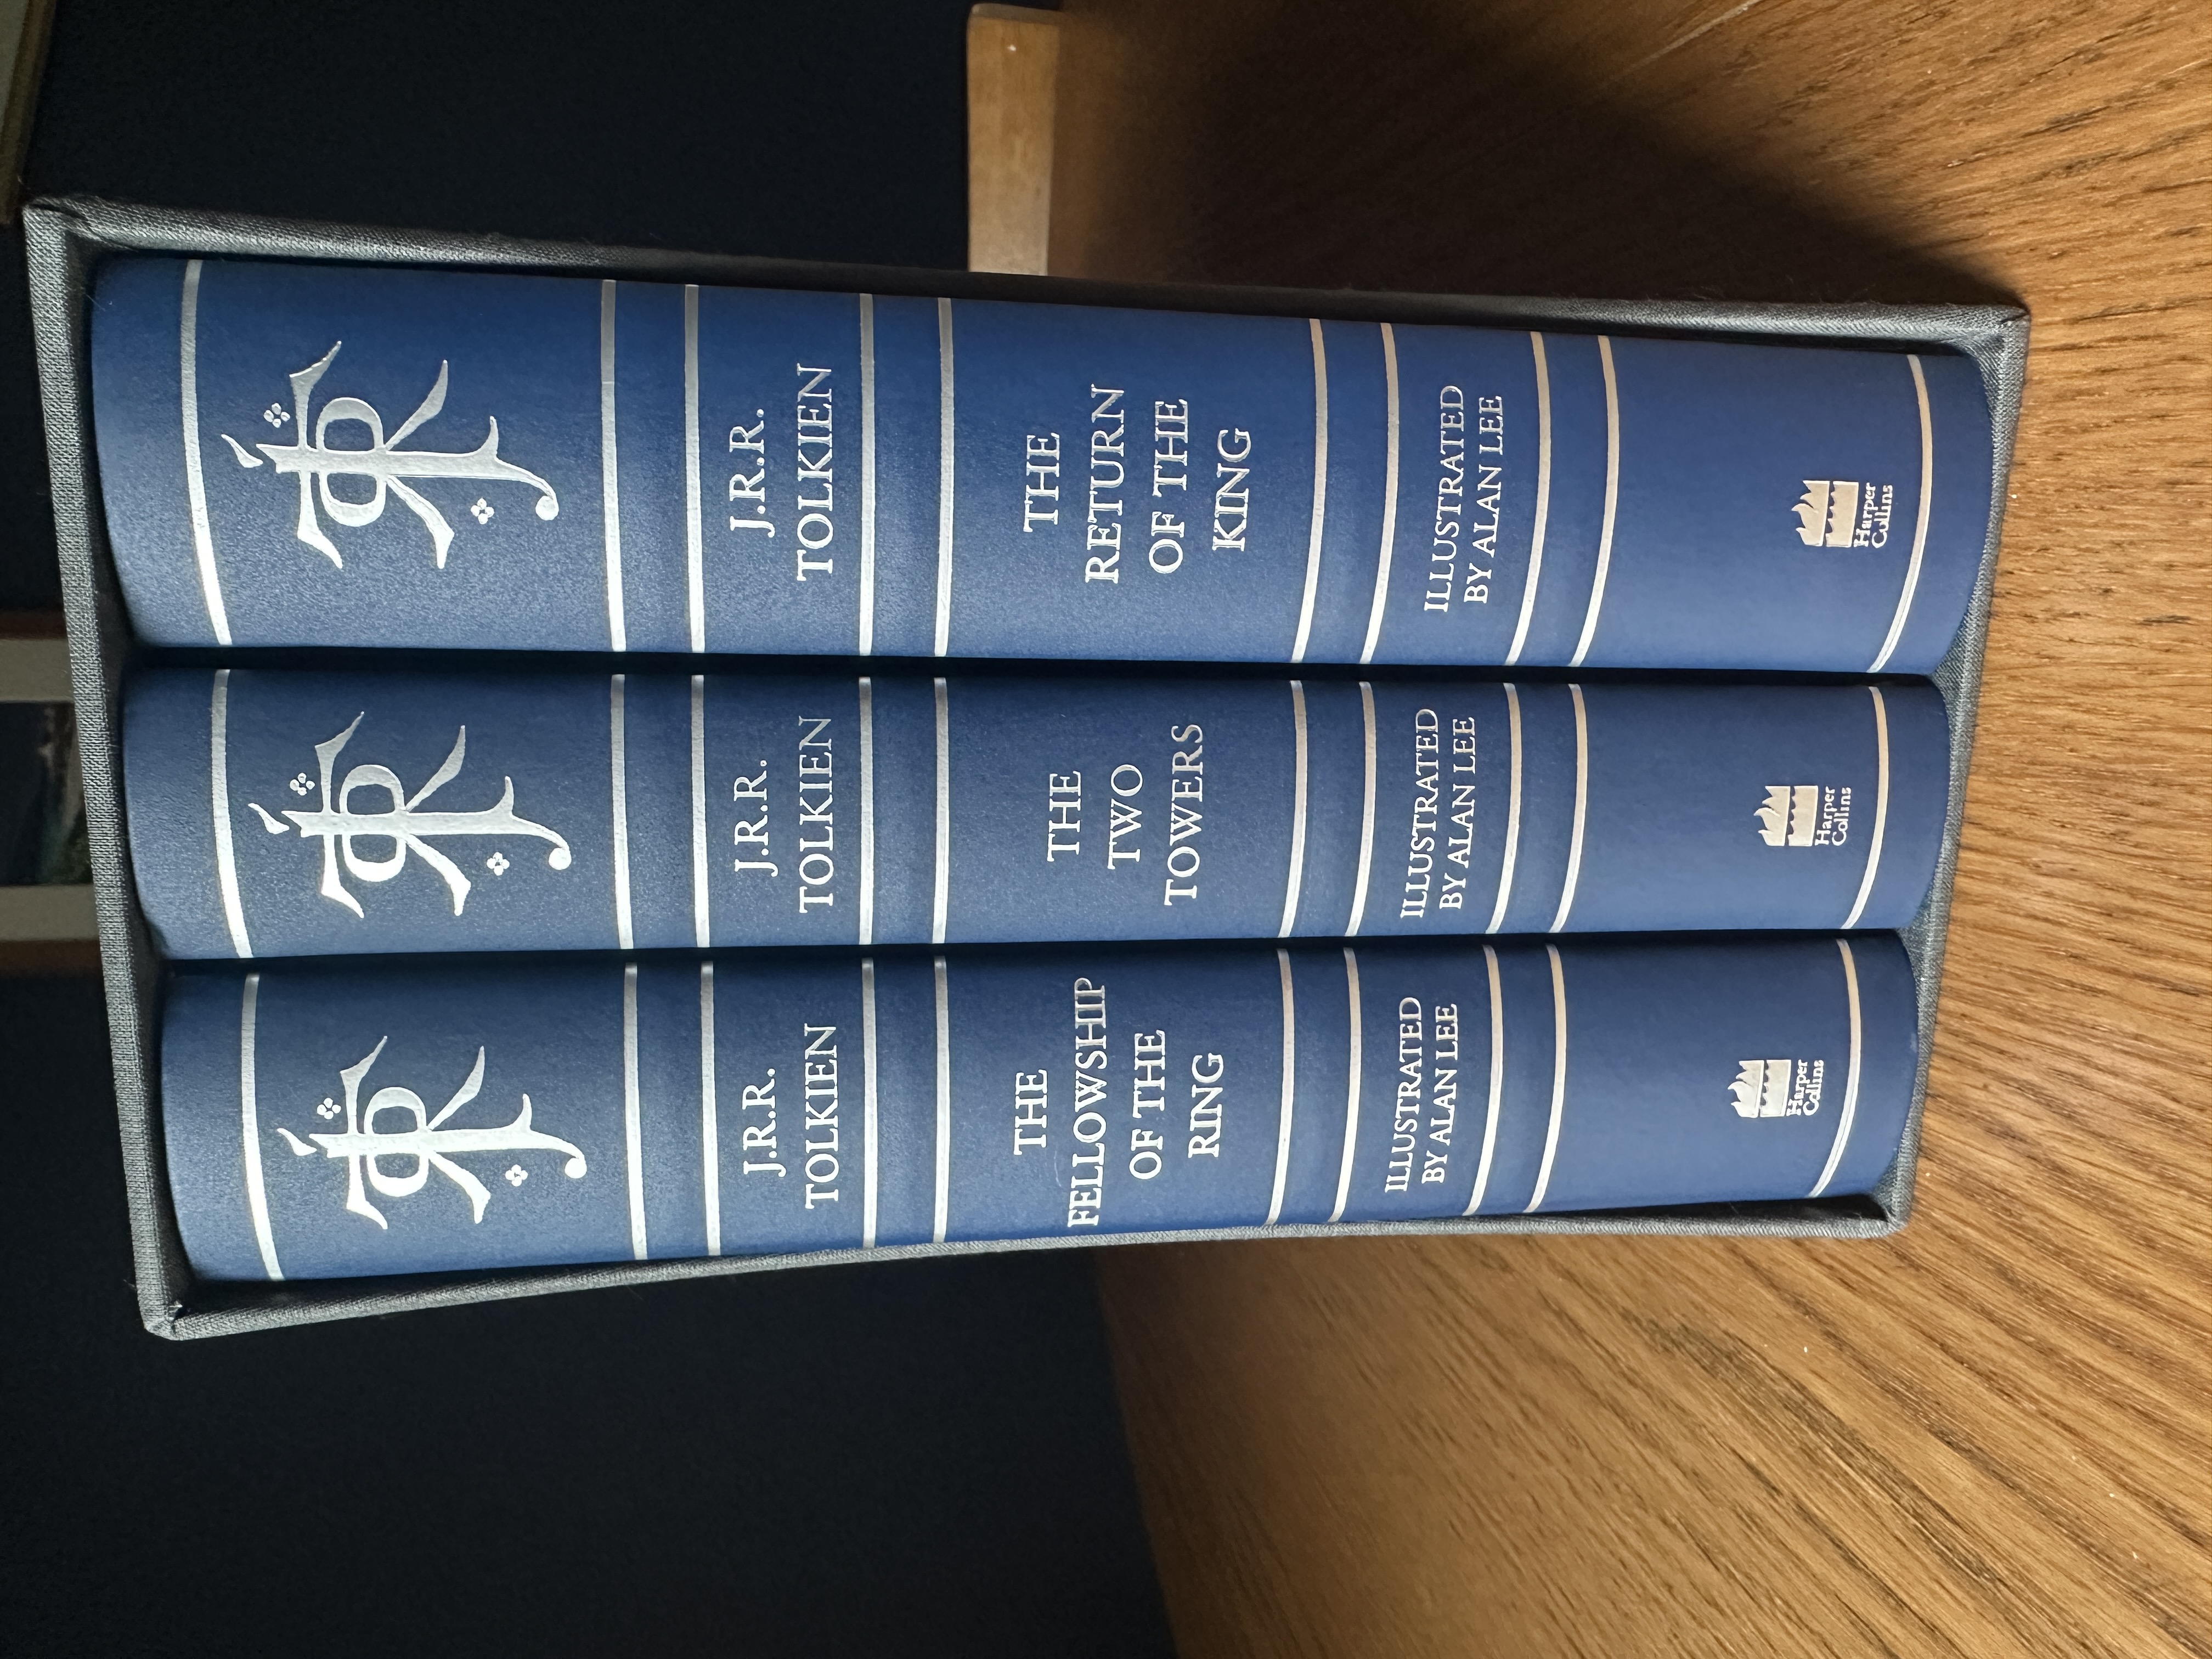 J.R.R.
TOLKIEN
THE
FELLOWSHIP
OF THE
RING
ILLUSTRATED
BY ALAN LEE
Harper
Collins
J.R.R.
TOLKIEN
THE
TWO
TOWERS
ILLUSTRATED
BY ALAN LEE
Harper
Collins
J.R.R.
TOLKIEN
THE
RETURN
OF THE
KING
ILLUSTRATED
BY ALAN LEE
Harper
Collins